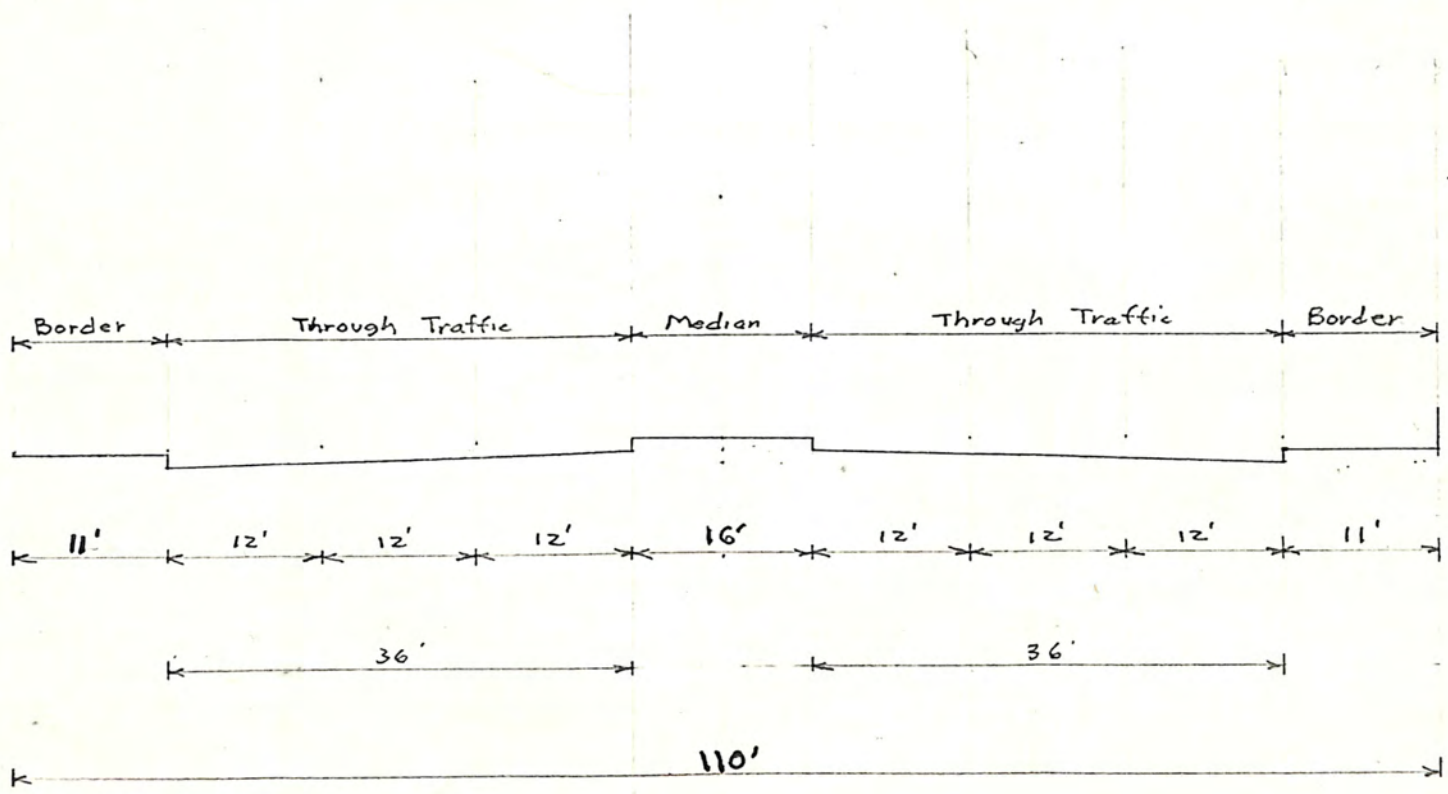 Border Through Traffic Median Through Traffic Border
11' 12' 12' 12' 16' 12' 12' 12' 11'
36' 36'
110'